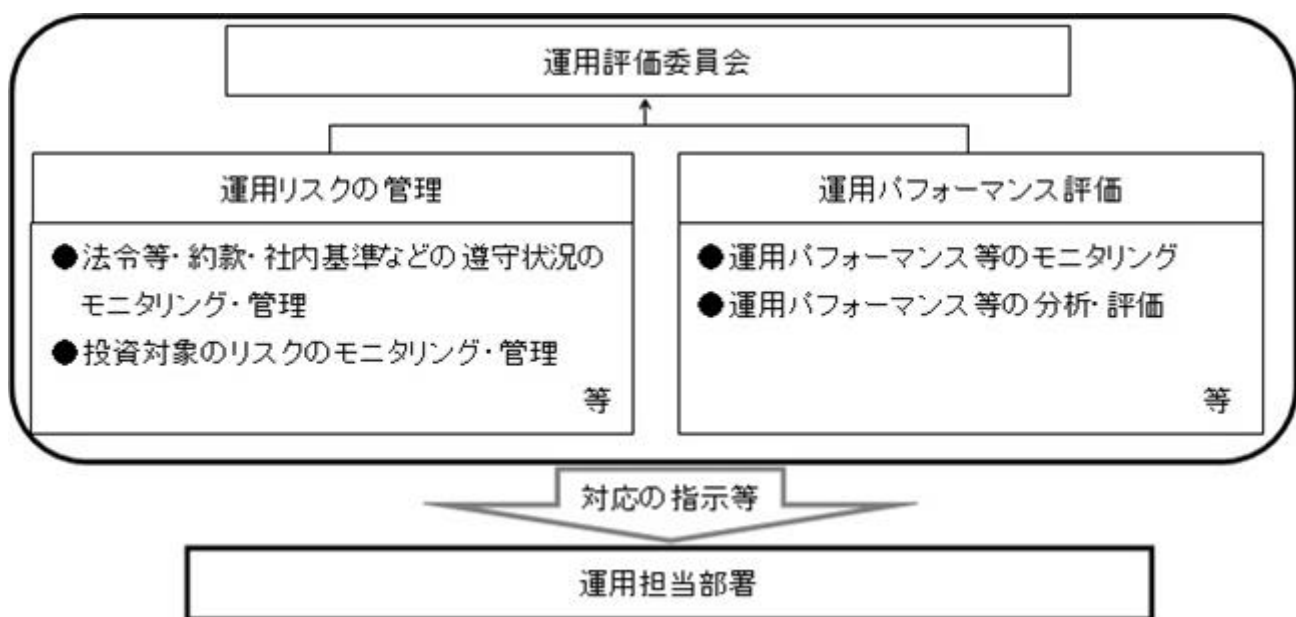 運用評価委員会
運用リスクの管理
●法令等・約款・社内基準などの遵守状況の
モニタリング・管理
●投資対象のリスクのモニタリング・管理
等
運用パフォーマンス評価
●運用パフォーマンス等のモニタリング
●運用パフォーマンス等の分析・評価
等
対応の指示等
運用担当部署